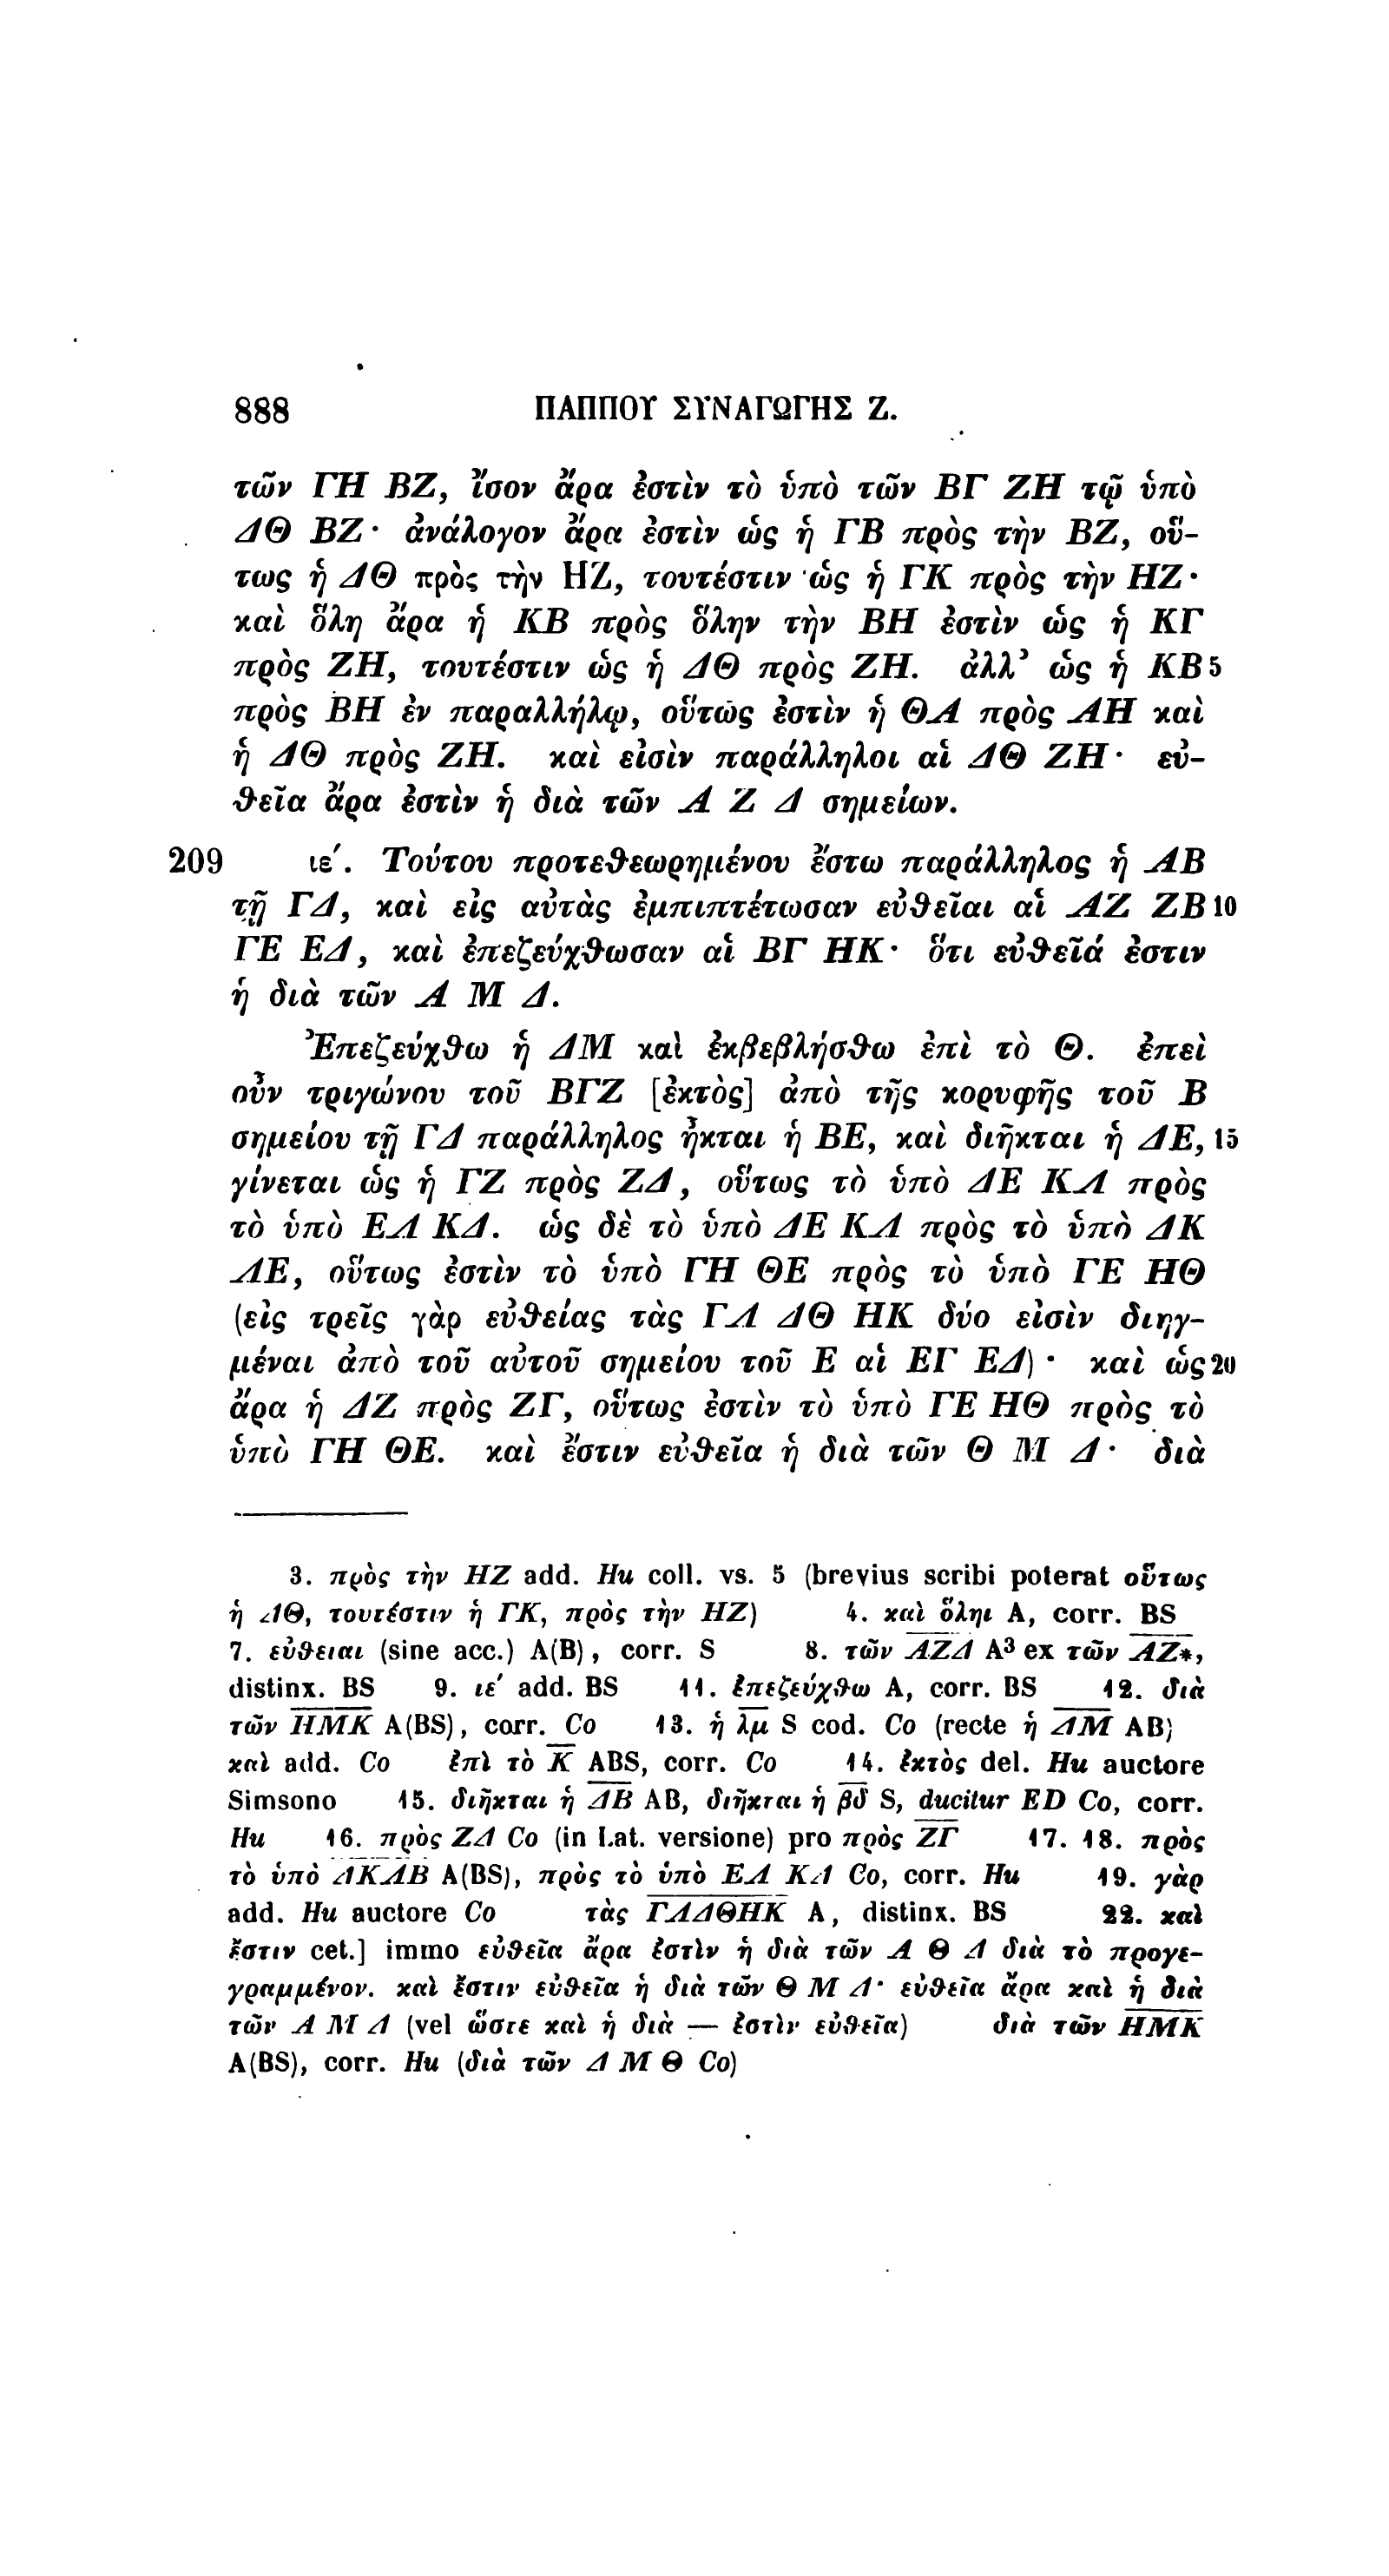 888 ΠΑΠΠΟΥ ΣΥΝΑΓΩΓΗΣ Ζ.
τῶν ΓΗ ΒΖ, ἴσον ἄρα ἐστὶν τὸ ὑπὸ τῶν ΒΓ ΖΗ τῷ ὑπὸ
ΔΘ ΒΖ· ἀνάλογον ἄρα ἐστὶν ὡς ἡ ΓΒ πρὸς τὴν ΒΖ, οὕ-
τως ἡ ΔΘ πρὸς τὴν ΗΖ, τουτέστιν ὡς ἡ ΓΚ πρὸς τὴν ΗΖ·
καὶ ὅλη ἄρα ἡ ΚΒ πρὸς ὅλην τὴν ΒΗ ἐστὶν ὡς ἡ ΚΓ
πρὸς ΖΗ, τουτέστιν ὡς ἡ ΔΘ πρὸς ΖΗ. ἀλλ’ ὡς ἡ ΚΒ 5
πρὸς ΒΗ ἐν παραλλήλῳ, οὕτως ἐστὶν ἡ ΘΑ πρὸς ΑΗ καὶ
ἡ ΔΘ πρὸς ΖΗ. καὶ εἰσὶν παράλληλοι αἱ ΔΘ ΖΗ· εὐ-
θεῖα ἄρα ἐστὶν ἡ διὰ τῶν Α Ζ Δ σημείων.
209 ιε΄. Τούτου προτεθεωρημένου ἔστω παράλληλος ἡ ΑΒ
τῇ ΓΔ, καὶ εἰς αὐτὰς ἐμπιπτέτωσαν εὐθεῖαι αἱ ΑΖ ΖΒ 10
ΓΕ ΕΔ, καὶ ἐπεζεύχθωσαν αἱ ΒΓ ΗΚ· ὅτι εὐθεῖά ἐστιν
ἡ διὰ τῶν Α Μ Δ.
Ἐπεζεύχθω ἡ ΔΜ καὶ ἐκβεβλήσθω ἐπὶ τὸ Θ. ἐπεὶ
οὖν τριγώνου τοῦ ΒΓΖ [ἐκτὸς] ἀπὸ τῆς κορυφῆς τοῦ Β
σημείου τῇ ΓΔ παράλληλος ἦκται ἡ ΒΕ, καὶ διῆκται ἡ ΔΕ, 15
γίνεται ὡς ἡ ΓΖ πρὸς ΖΔ, οὕτως τὸ ὑπὸ ΔΕ ΚΛ πρὸς
τὸ ὑπὸ ΕΛ ΚΔ. ὡς δὲ τὸ ὑπὸ ΔΕ ΚΛ πρὸς τὸ ὑπὸ ΔΚ
ΛΕ, οὕτως ἐστὶν τὸ ὑπὸ ΓΗ ΘΕ πρὸς τὸ ὑπὸ ΓΕ ΗΘ
(εἰς τρεῖς γὰρ εὐθείας τὰς ΓΛ ΔΘ ΗΚ δύο εἰσὶν διηγ-
μέναι ἀπὸ τοῦ αὐτοῦ σημείου τοῦ Ε αἱ ΕΓ ΕΔ)· καὶ ὡς 20
ἄρα ἡ ΔΖ πρὸς ΖΓ, οὕτως ἐστὶν τὸ ὑπὸ ΓΕ ΗΘ πρὸς τὸ
ὑπὸ ΓΗ ΘΕ. καὶ ἔστιν εὐθεῖα ἡ διὰ τῶν Θ Μ Δ· διὰ
3. πρὸς τὴν ΗΖ add. Hu coll. vs. 5 (brevius scribi poterat οὕτως
ἡ ΔΘ, τουτέστιν ἡ ΓΚ, πρὸς τὴν ΗΖ) 4. καὶ ὅληι A, corr. BS
7. εὐθειαι (sine acc.) A(B), corr. S 8. τῶν ΑΖΔ A³ ex τῶν ΑΖ*,
distinx. BS 9. ιε΄ add. BS 11. ἐπεζεύχθω A, corr. BS 12. διὰ
τῶν ΗΜΚ A(BS), corr. Co 13. ἡ λμ S cod. Co (recte ἡ ΔΜ AB)
καὶ add. Co ἐπὶ τὸ Κ ABS, corr. Co 14. ἐκτὸς del. Hu auctore
Simsono 15. διῆκται ἡ ΔΒ AB, διῆκται ἡ βδ S, ducitur ED Co, corr.
Hu 16. πρὸς ΖΔ Co (in Lat. versione) pro πρὸς ΖΓ 17. 18. πρὸς
τὸ ὑπὸ ΔΚΛΒ A(BS), πρὸς τὸ ὑπὸ ΕΛ ΚΔ Co, corr. Hu 19. γὰρ
add. Hu auctore Co τὰς ΓΛΔΘΗΚ A, distinx. BS 22. καὶ
ἔστιν cet.] immo εὐθεῖα ἄρα ἐστὶν ἡ διὰ τῶν Α Θ Δ διὰ τὸ προγε-
γραμμένον. καὶ ἔστιν εὐθεῖα ἡ διὰ τῶν Θ Μ Δ· εὐθεῖα ἄρα καὶ ἡ διὰ
τῶν Α Μ Δ (vel ὥστε καὶ ἡ διὰ — ἐστὶν εὐθεῖα) διὰ τῶν ΗΜΚ
A(BS), corr. Hu (διὰ τῶν Δ Μ Θ Co)